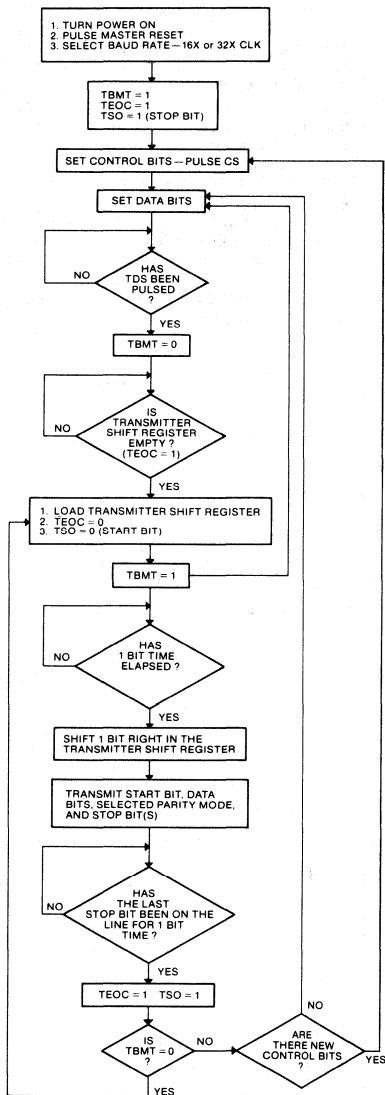 1. TURN POWER ON
2. PULSE MASTER RESET
3. SELECT BAUD RATE—16X or 32X CLK
TBMT = 1
TEOC = 1
TSO = 1 (STOP BIT)
SET CONTROL BITS—PULSE CS
SET DATA BITS
HAS
TDS BEEN
PULSED
?
NO
YES
TBMT = 0
IS
TRANSMITTER
SHIFT REGISTER
EMPTY ?
(TEOC = 1)
NO
YES
1. LOAD TRANSMITTER SHIFT REGISTER
2. TEOC = 0
3. TSO = 0 (START BIT)
TBMT = 1
HAS
1 BIT TIME
ELAPSED ?
NO
YES
SHIFT 1 BIT RIGHT IN THE
TRANSMITTER SHIFT REGISTER
TRANSMIT START BIT, DATA
BITS, SELECTED PARITY MODE,
AND STOP BIT(S)
HAS
THE LAST
STOP BIT BEEN ON THE
LINE FOR 1 BIT
TIME ?
NO
YES
TEOC = 1 TSO = 1
IS
TBMT = 0
?
NO
YES
ARE
THERE NEW
CONTROL BITS
?
NO
YES